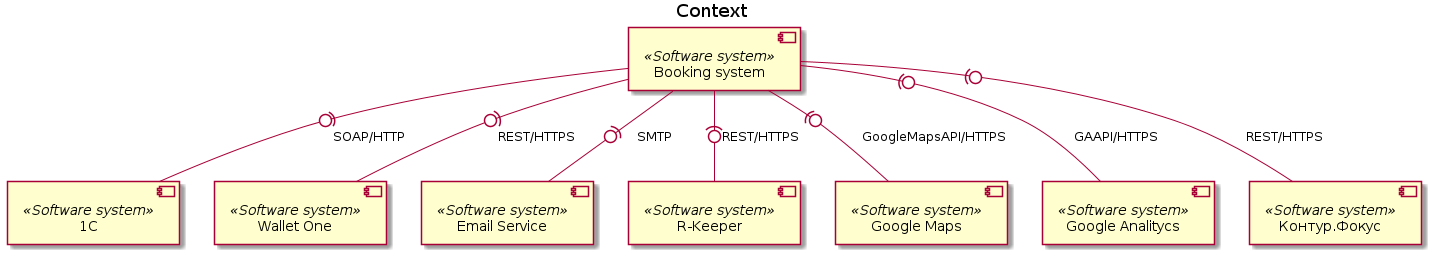 Context
«Software system»
Booking system
SOAP/HTTP
REST/HTTPS
SMTP
REST/HTTPS
GoogleMapsAPI/HTTPS
GAAPI/HTTPS
REST/HTTPS
«Software system»
1C
«Software system»
Wallet One
«Software system»
Email Service
«Software system»
R-Keeper
«Software system»
Google Maps
«Software system»
Google Analitycs
«Software system»
Контур.Фокус